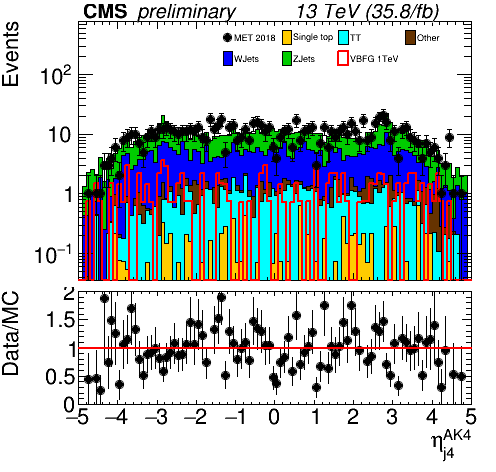 CMS preliminary 13 TeV (35.8/fb)
Events
MET 2018 Single top TT Other
WJets ZJets VBFG 1TeV
10²
10
1
10⁻¹
Data/MC
2
1.5
1
0.5
0
−5 −4 −3 −2 −1 0 1 2 3 4 5
η_j4^AK4